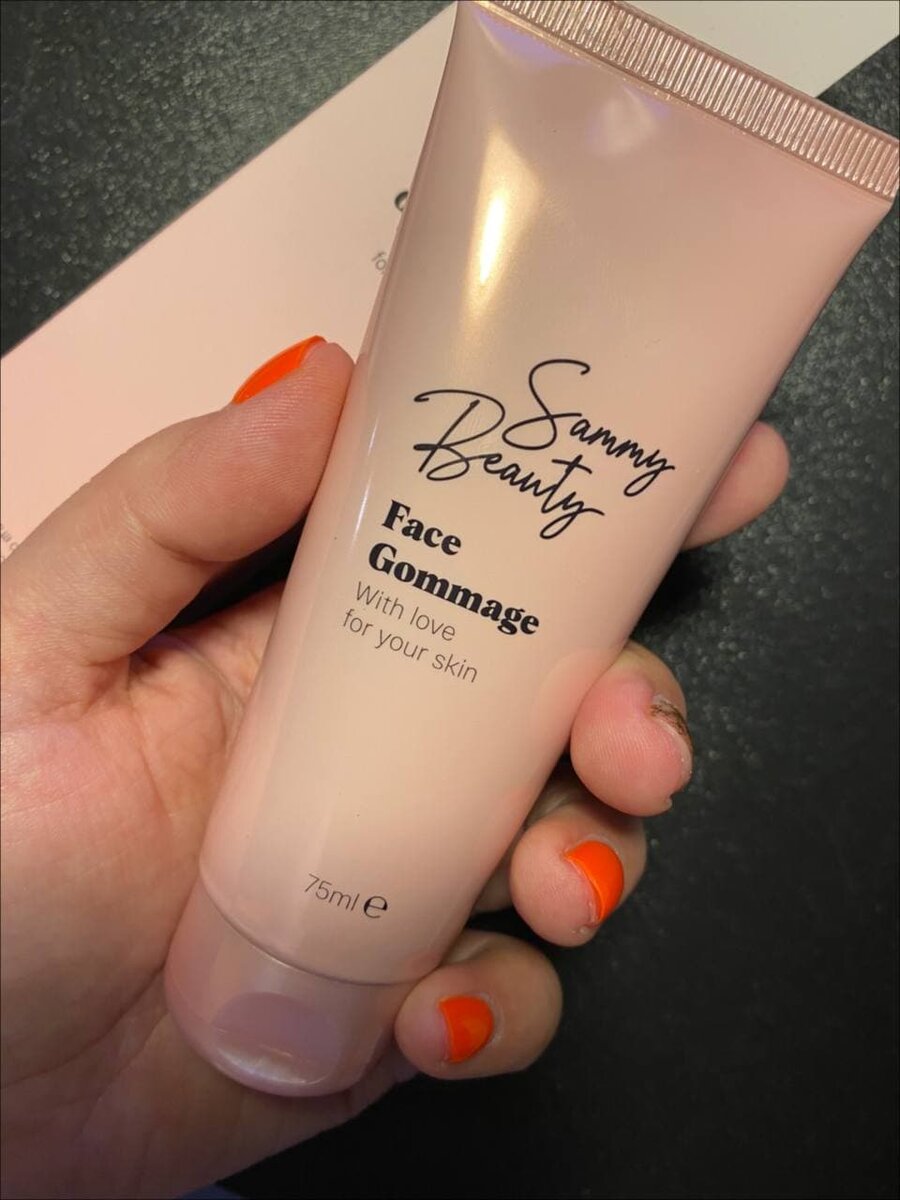 Sammy
Beauty
Face
Gommage
With love
for your skin
75ml ℮